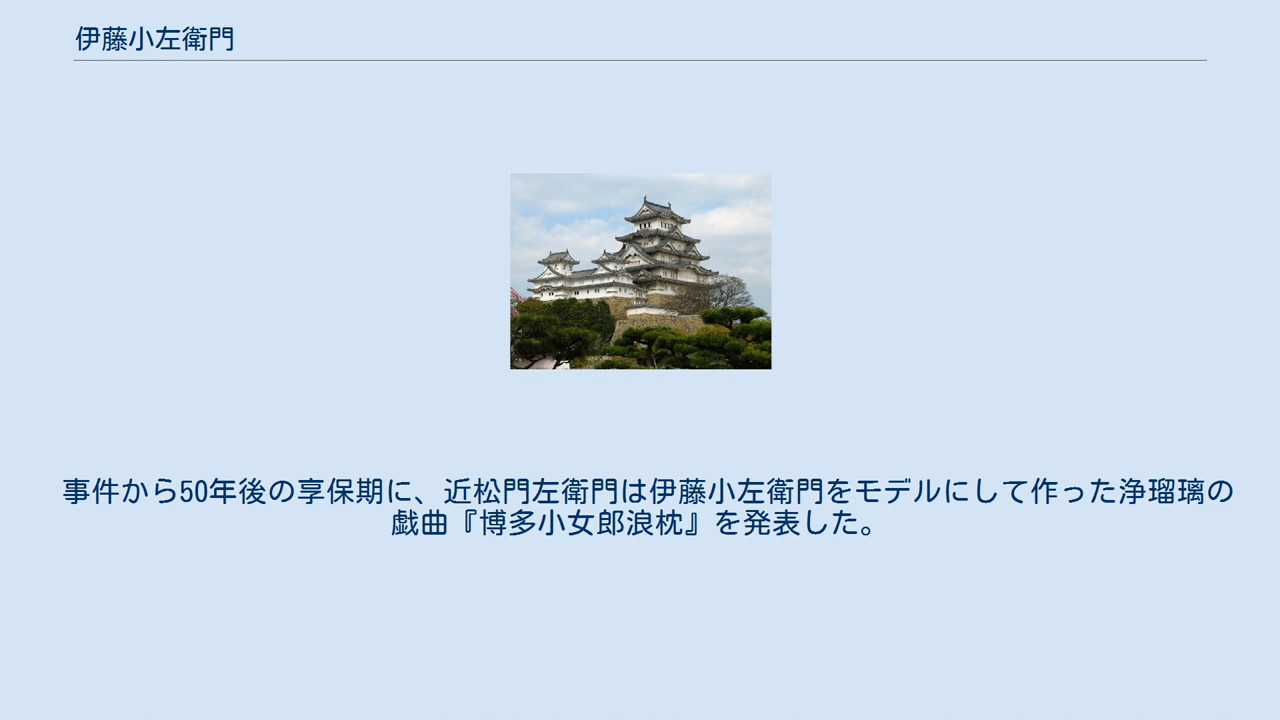 伊藤小左衛門
事件から50年後の享保期に、近松門左衛門は伊藤小左衛門をモデルにして作った浄瑠璃の
戯曲『博多小女郎浪枕』を発表した。